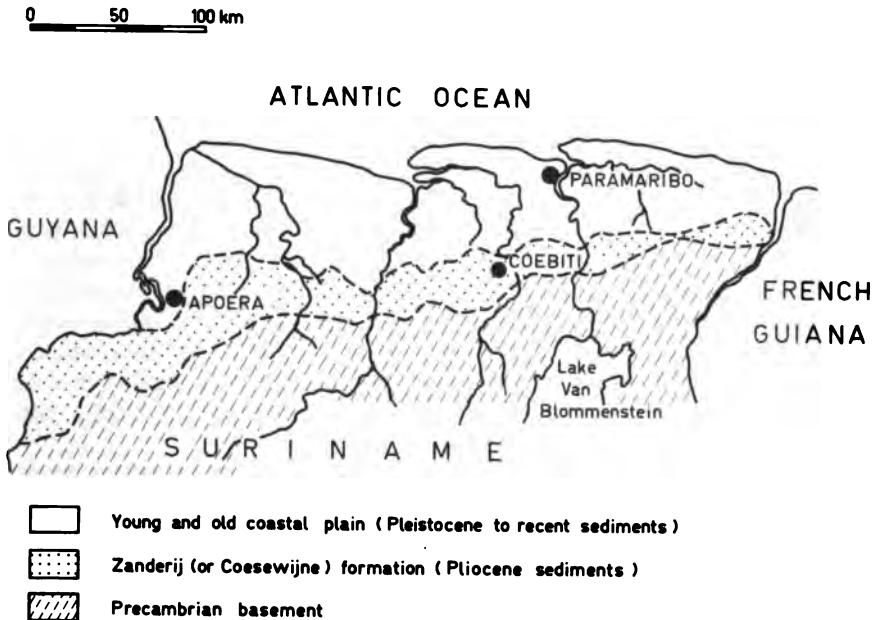 0 50 100 km
ATLANTIC OCEAN
PARAMARIBO
GUYANA
COEBITI
APOERA
FRENCH
GUIANA
Lake
Van
Blommenstein
SURINAME
Young and old coastal plain (Pleistocene to recent sediments)
Zanderij (or Coesewijne) formation (Pliocene sediments)
Precambrian basement